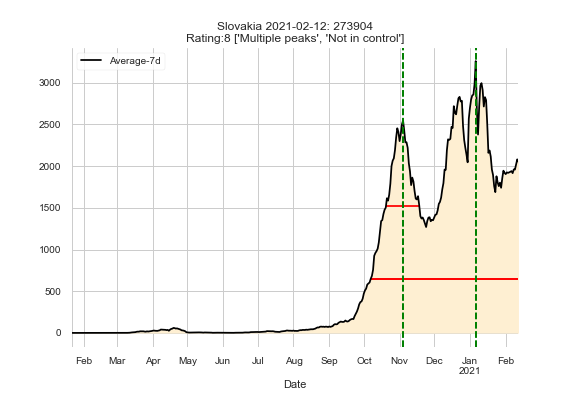 Slovakia 2021-02-12: 273904
Rating:8 ['Multiple peaks', 'Not in control']
Average-7d
3000
2500
2000
1500
1000
500
0
Feb Mar Apr May Jun Jul Aug Sep Oct Nov Dec Jan Feb
2021
Date